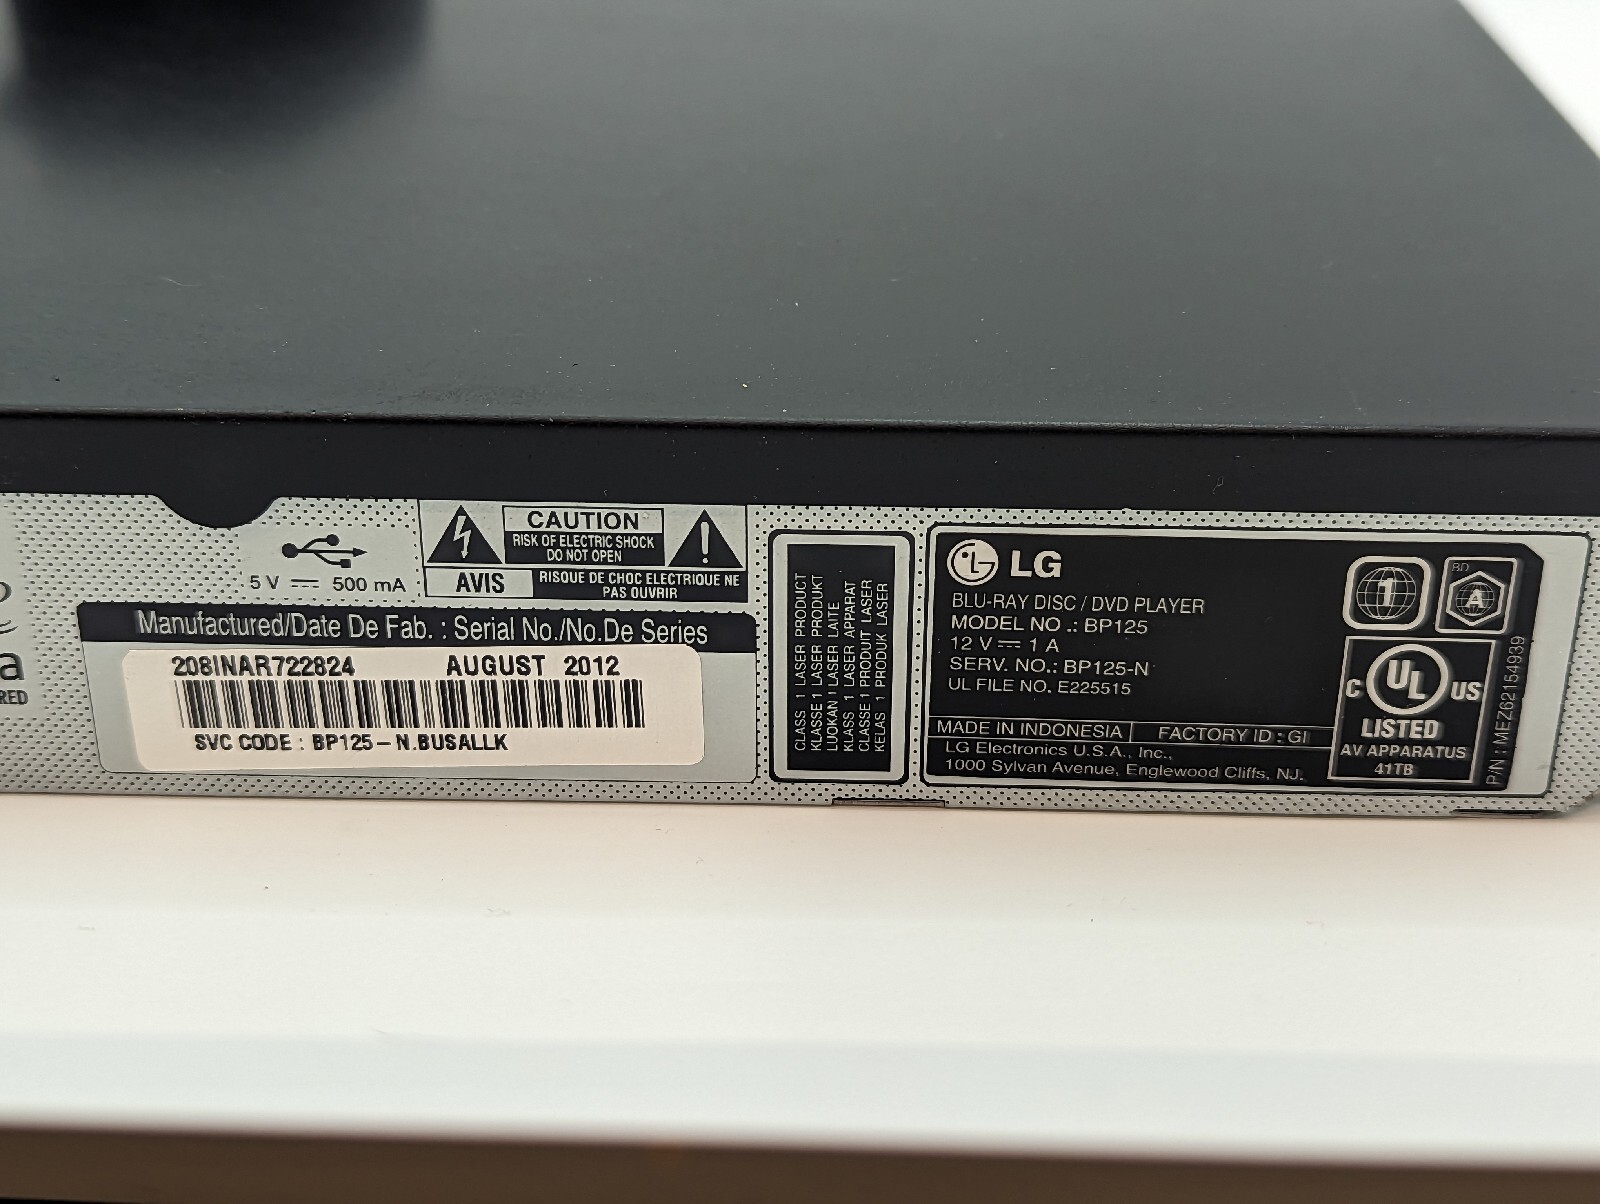 a
RED
5 V 500 mA
CAUTION
RISK OF ELECTRIC SHOCK
DO NOT OPEN
AVIS
RISQUE DE CHOC ELECTRIQUE NE
PAS OUVRIR
Manufactured/Date De Fab. : Serial No./No.De Series
208INAR722824 AUGUST 2012
SVC CODE : BP125-N.BUSALLK
CLASS 1 LASER PRODUCT
KLASSE 1 LASER PRODUKT
LUOKAN 1 LASER LAITE
KLASS 1 LASER APPARAT
CLASSE 1 PRODUIT LASER
KELAS 1 PRODUK LASER
LG
BLU-RAY DISC / DVD PLAYER
MODEL NO .: BP125
12 V 1 A
SERV. NO.: BP125-N
UL FILE NO. E225515
MADE IN INDONESIA FACTORY ID : GI
LG Electronics U.S.A., Inc.,
1000 Sylvan Avenue, Englewood Cliffs, NJ.
1
BD
A
C UL US
LISTED
AV APPARATUS
41TB
P/N : MEZ62154939